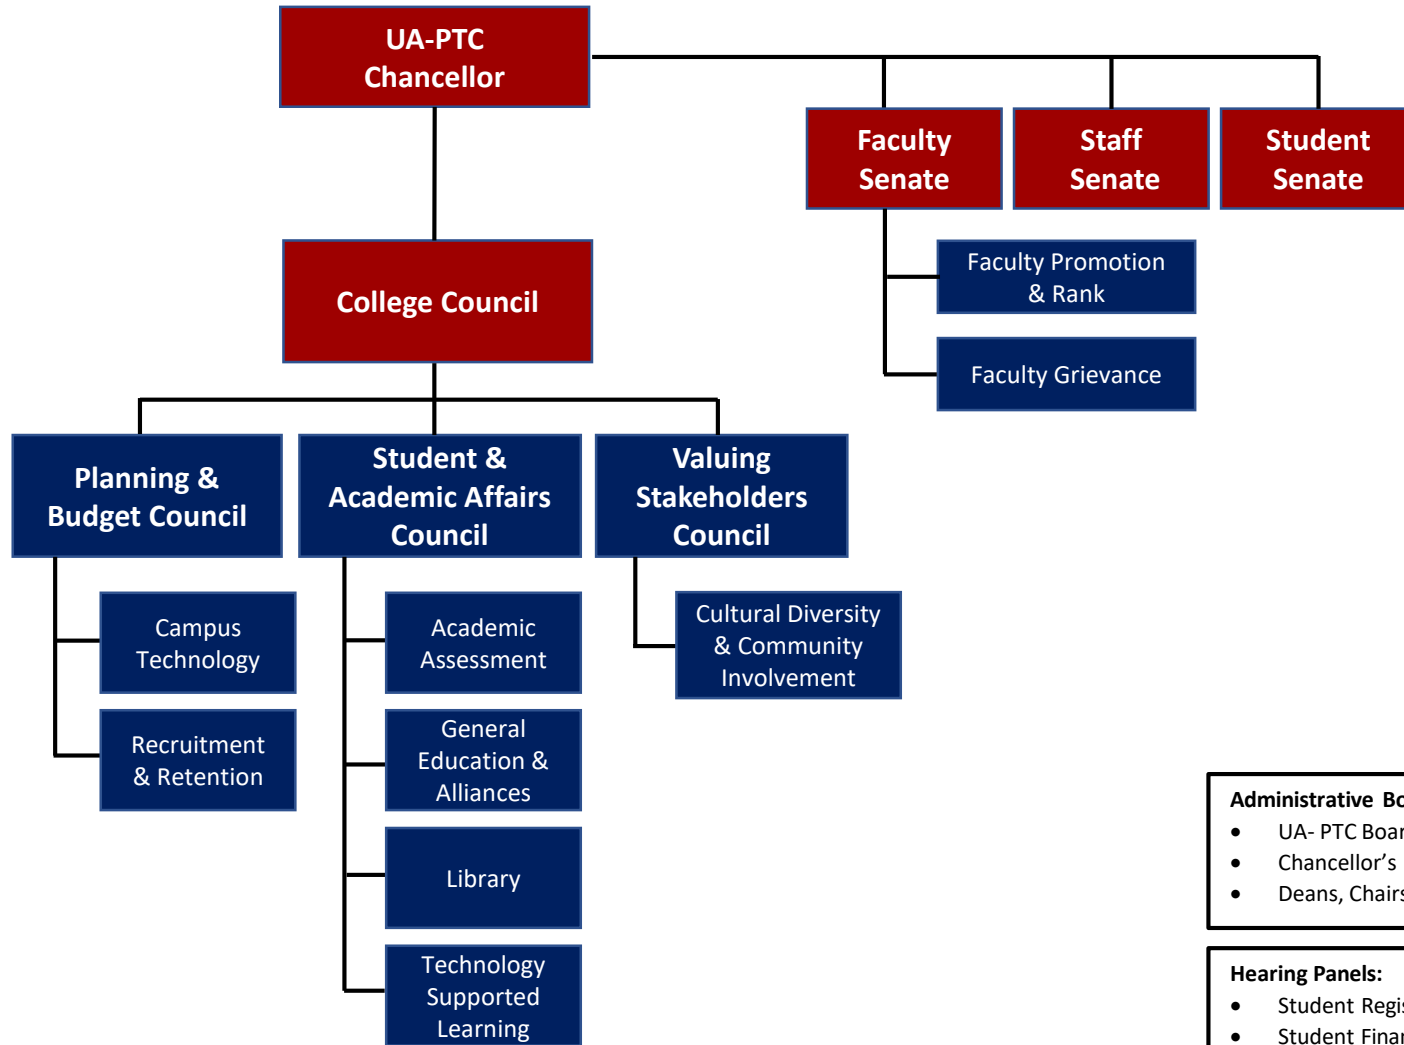 UA-PTC
Chancellor
Faculty
Senate
Staff
Senate
Student
Senate
Faculty Promotion
& Rank
Faculty Grievance
College Council
Planning &
Budget Council
Student &
Academic Affairs
Council
Valuing
Stakeholders
Council
Campus
Technology
Recruitment
& Retention
Academic
Assessment
General
Education &
Alliances
Library
Technology
Supported
Learning
Cultural Diversity
& Community
Involvement
Administrative
• UA- PTC
• Chancellor’s
• Deans,
Hearing Panels:
• Student
• Student